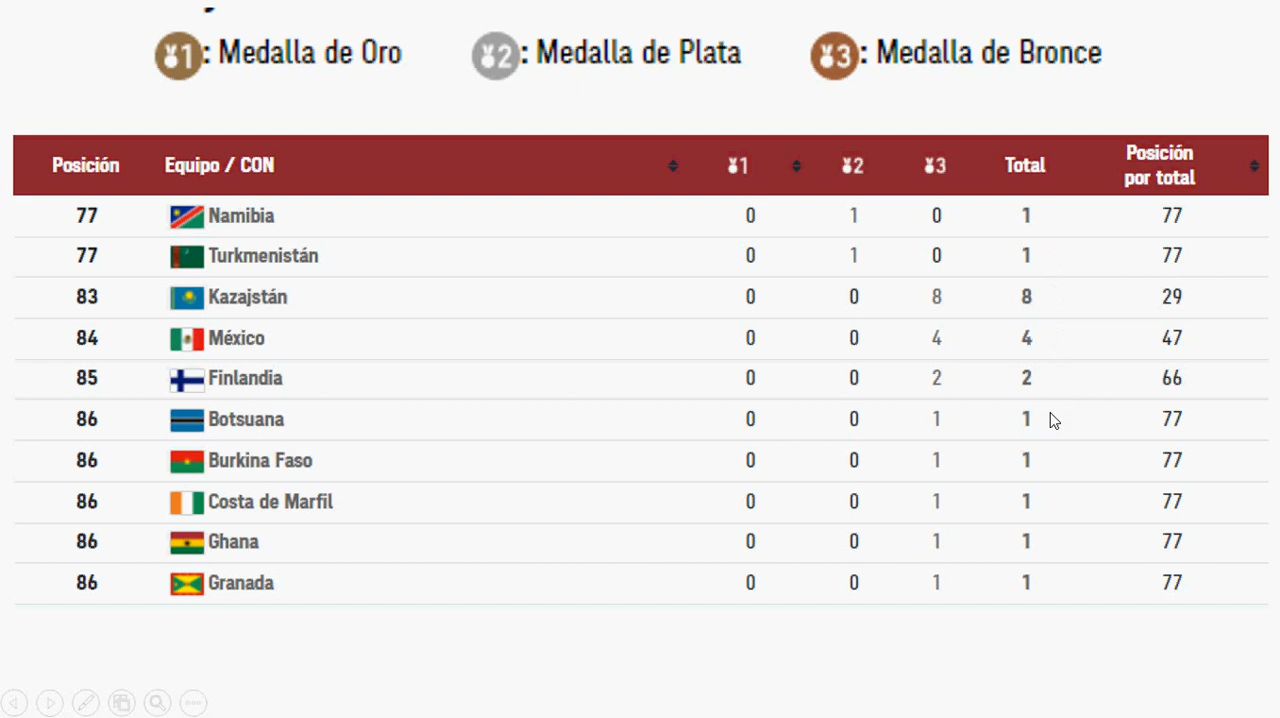 1: Medalla de Oro 2: Medalla de Plata 3: Medalla de Bronce
Posición Equipo / CON 1 2 3 Total Posición por total
77 Namibia 0 1 0 1 77
77 Turkmenistán 0 1 0 1 77
83 Kazajstán 0 0 8 8 29
84 México 0 0 4 4 47
85 Finlandia 0 0 2 2 66
86 Botsuana 0 0 1 1 77
86 Burkina Faso 0 0 1 1 77
86 Costa de Marfil 0 0 1 1 77
86 Ghana 0 0 1 1 77
86 Granada 0 0 1 1 77